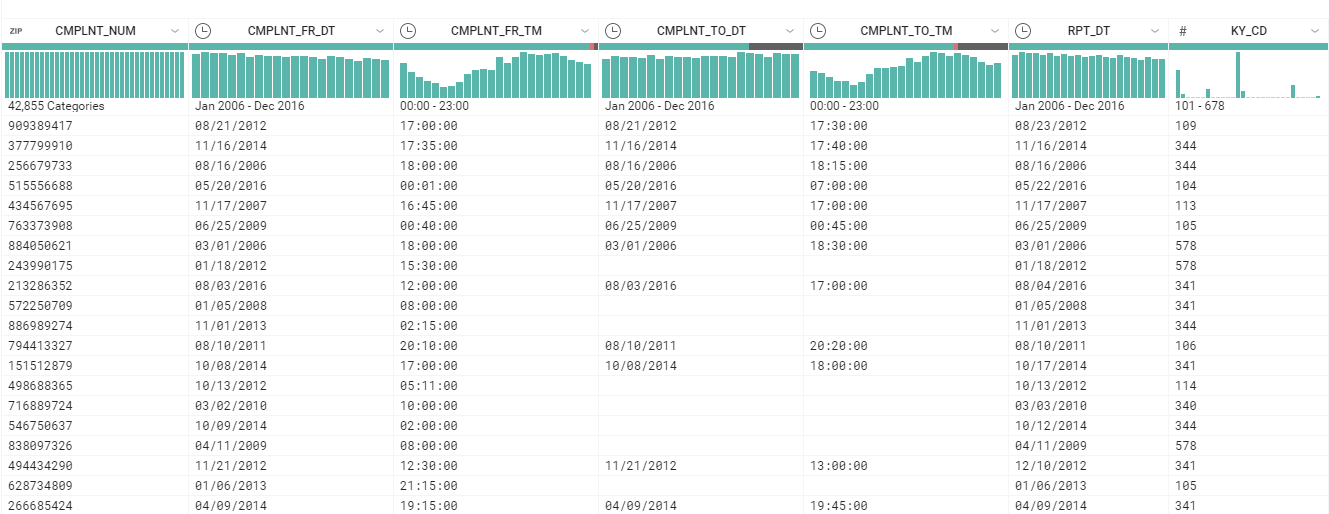 ZIP CMPLNT_NUM CMPLNT_FR_DT CMPLNT_FR_TM CMPLNT_TO_DT CMPLNT_TO_TM RPT_DT # KY_CD
42,855 Categories Jan 2006 - Dec 2016 00:00 - 23:00 Jan 2006 - Dec 2016 00:00 - 23:00 Jan 2006 - Dec 2016 101 - 678
909389417 08/21/2012 17:00:00 08/21/2012 17:30:00 08/23/2012 109
377799910 11/16/2014 17:35:00 11/16/2014 17:40:00 11/16/2014 344
256679733 08/16/2006 18:00:00 08/16/2006 18:15:00 08/16/2006 344
515556688 05/20/2016 00:01:00 05/20/2016 07:00:00 05/22/2016 104
434567695 11/17/2007 16:45:00 11/17/2007 17:00:00 11/17/2007 113
763373908 06/25/2009 00:40:00 06/25/2009 00:45:00 06/25/2009 105
884050621 03/01/2006 18:00:00 03/01/2006 18:30:00 03/01/2006 578
243990175 01/18/2012 15:30:00 01/18/2012 578
213286352 08/03/2016 12:00:00 08/03/2016 17:00:00 08/04/2016 341
572250709 01/05/2008 08:00:00 01/05/2008 341
886989274 11/01/2013 02:15:00 11/01/2013 344
794413327 08/10/2011 20:10:00 08/10/2011 20:20:00 08/10/2011 106
151512879 10/08/2014 17:00:00 10/08/2014 18:00:00 10/17/2014 341
498688365 10/13/2012 05:11:00 10/13/2012 114
716889724 03/02/2010 10:00:00 03/03/2010 340
546750637 10/09/2014 02:00:00 10/12/2014 344
838097326 04/11/2009 08:00:00 04/11/2009 578
494434290 11/21/2012 12:30:00 11/21/2012 13:00:00 12/10/2012 341
628734809 01/06/2013 21:15:00 01/06/2013 105
266685424 04/09/2014 19:15:00 04/09/2014 19:45:00 04/09/2014 341